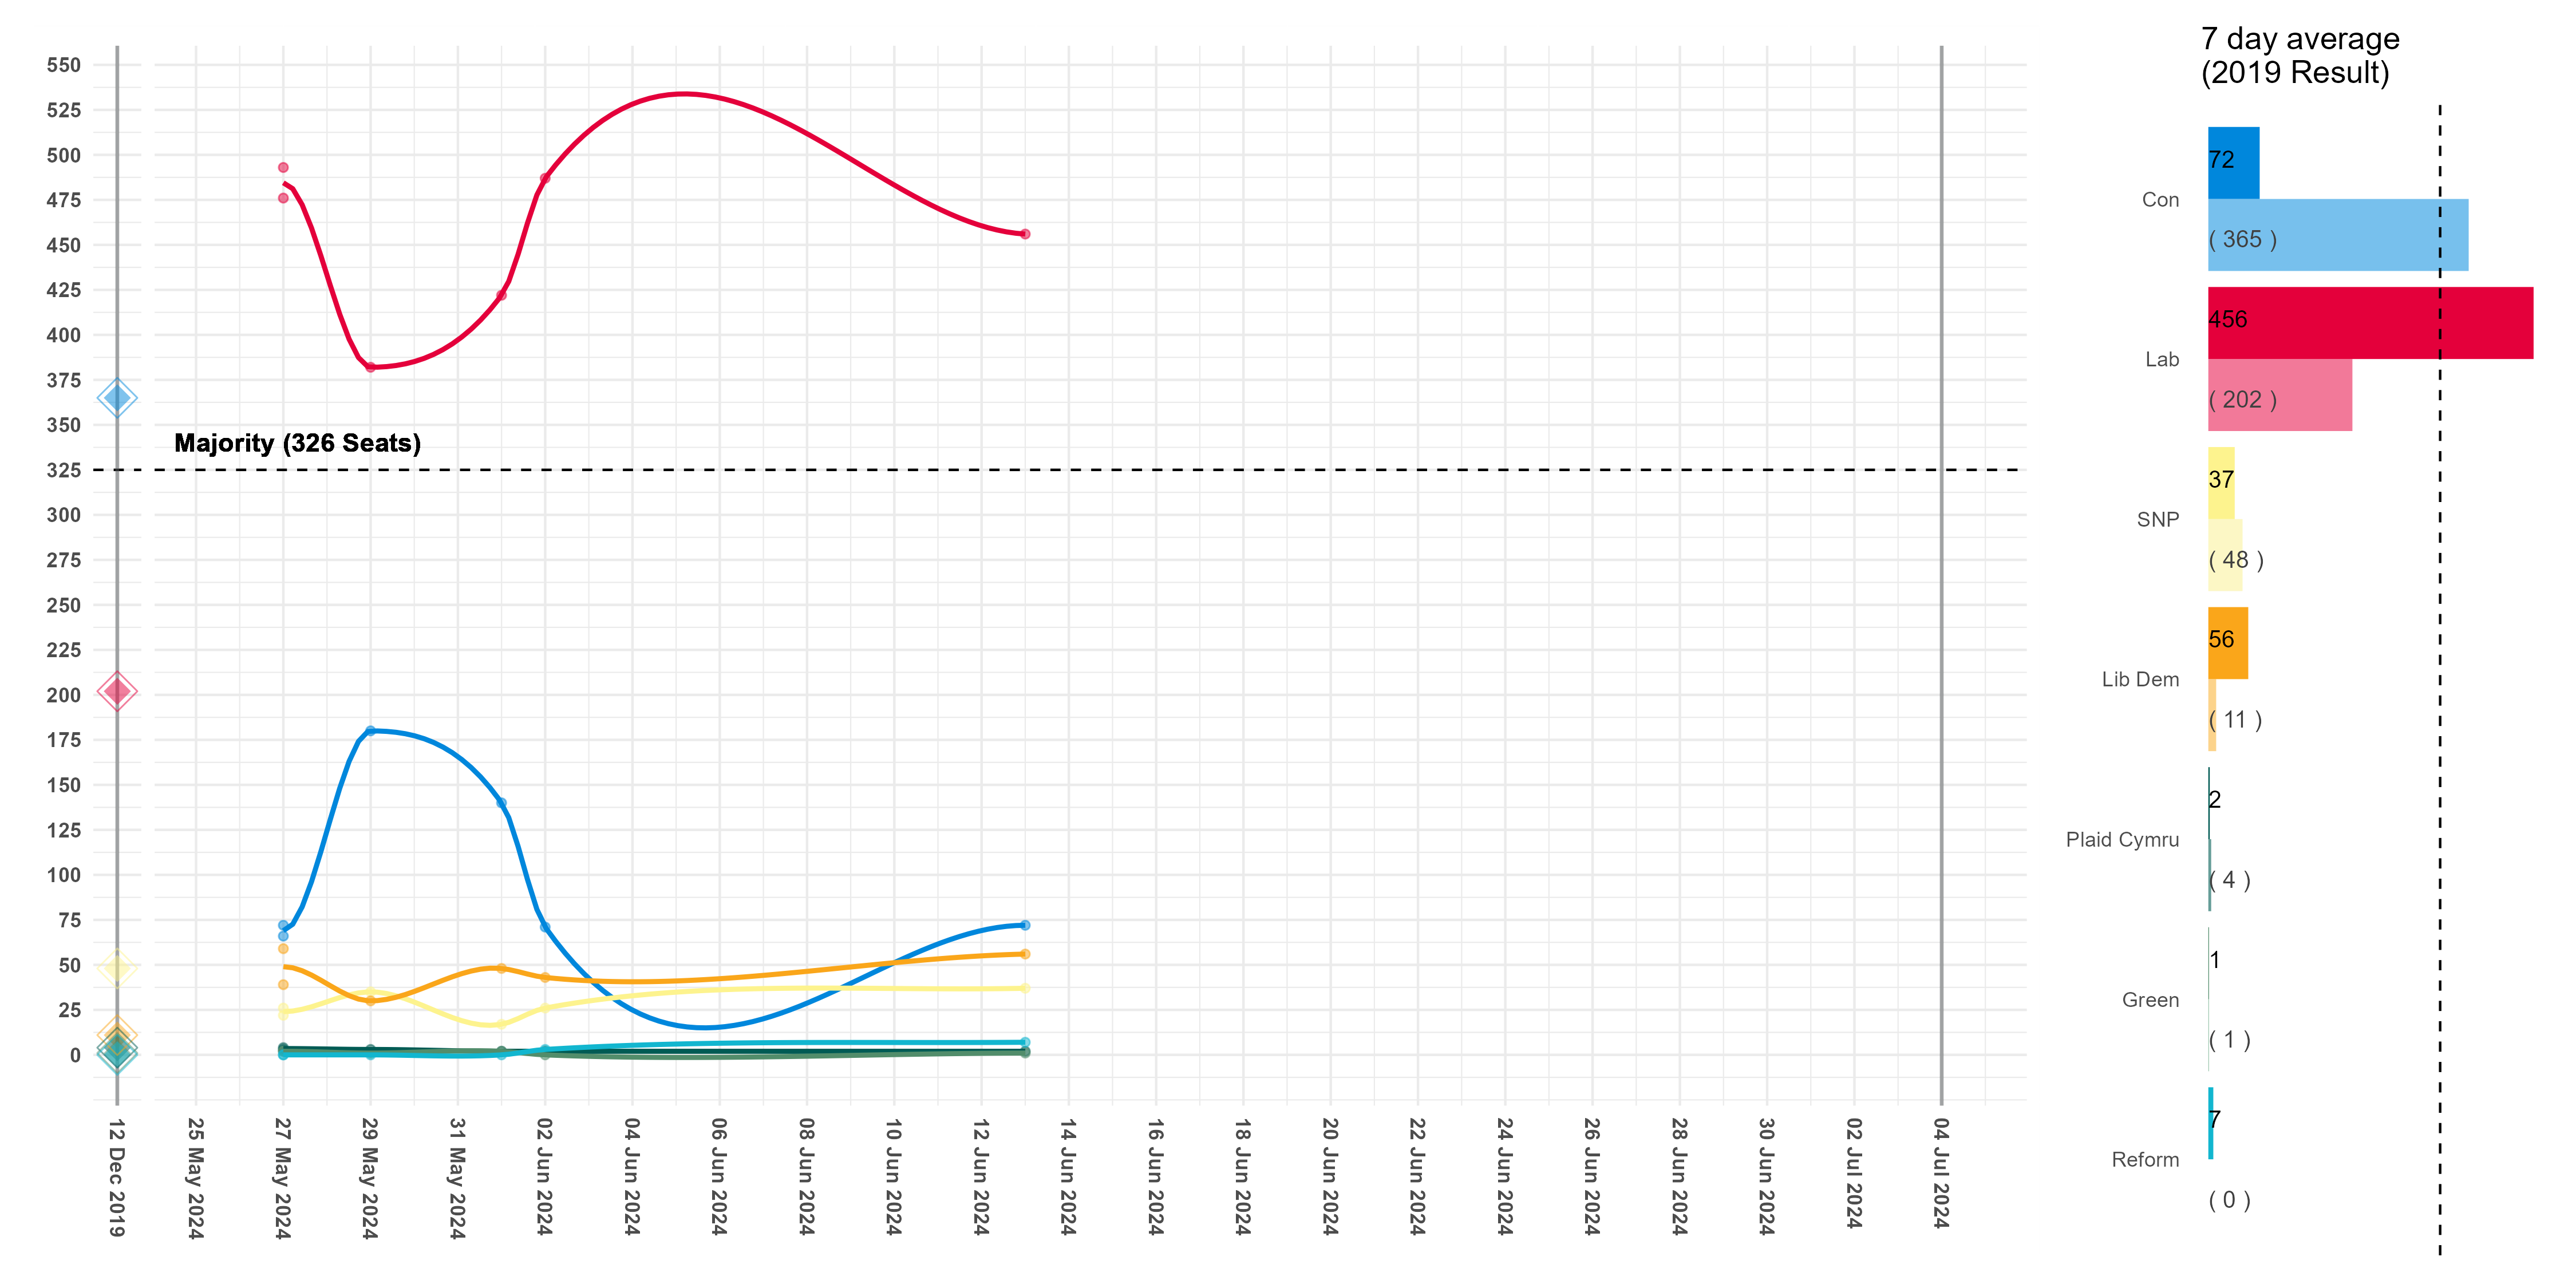 7 day average
(2019 Result)
550
525
500
475
450
425
400
375
350
325
300
275
250
225
200
175
150
125
100
75
50
25
0
Majority (326 Seats)
12 Dec 2019
25 May 2024
27 May 2024
29 May 2024
31 May 2024
02 Jun 2024
04 Jun 2024
06 Jun 2024
08 Jun 2024
10 Jun 2024
12 Jun 2024
14 Jun 2024
16 Jun 2024
18 Jun 2024
20 Jun 2024
22 Jun 2024
24 Jun 2024
26 Jun 2024
28 Jun 2024
30 Jun 2024
02 Jul 2024
04 Jul 2024
Con
72
( 365 )
Lab
456
( 202 )
SNP
37
( 48 )
Lib Dem
56
( 11 )
Plaid Cymru
2
( 4 )
Green
1
( 1 )
Reform
7
( 0 )